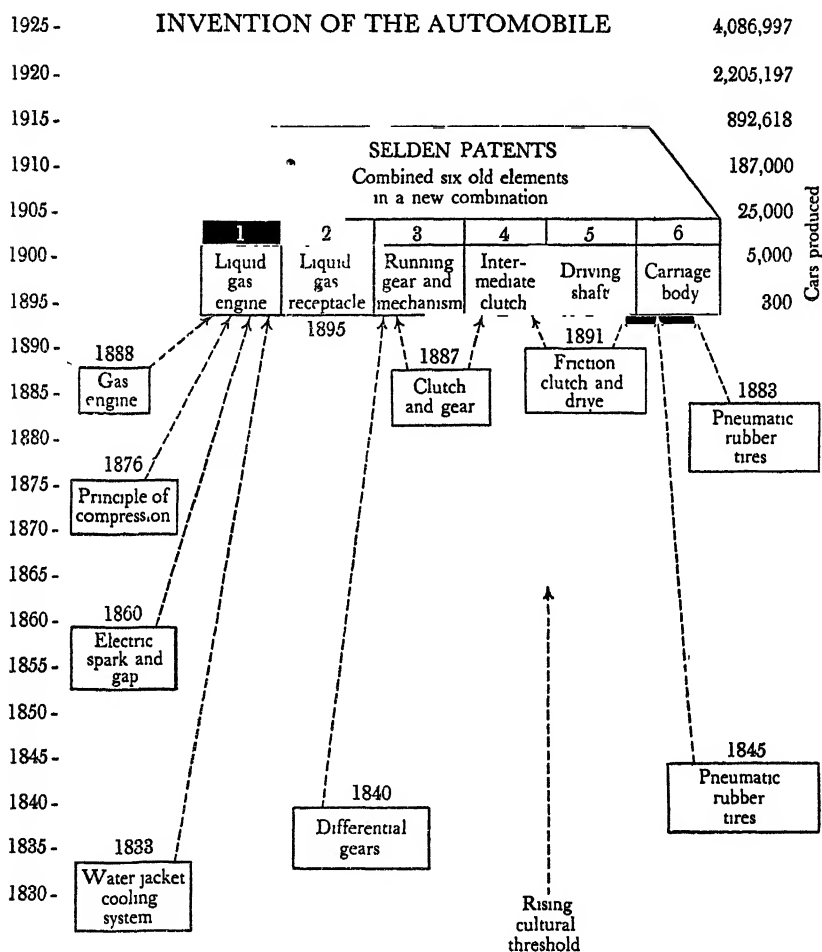 INVENTION OF THE AUTOMOBILE
1925 - 4,086,997
1920 - 2,205,197
1915 - 892,618
1910 - 187,000
1905 - 25,000
1900 - 5,000
1895 - 300
1890 -
1885 -
1880 -
1875 -
1870 -
1865 -
1860 -
1855 -
1850 -
1845 -
1840 -
1835 -
1830 -
Cars produced
SELDEN PATENTS
Combined six old elements
in a new combination
1
Liquid
gas
engine
2
Liquid
gas
receptacle
3
Running
gear and
mechanism
4
Inter-
mediate
clutch
5
Driving
shaft
6
Carriage
body
1895
1888
Gas
engine
1887
Clutch
and gear
1891
Friction
clutch and
drive
1883
Pneumatic
rubber
tires
1876
Principle of
compression
1860
Electric
spark and
gap
1845
Pneumatic
rubber
tires
1840
Differential
gears
1833
Water jacket
cooling
system
Rising
cultural
threshold